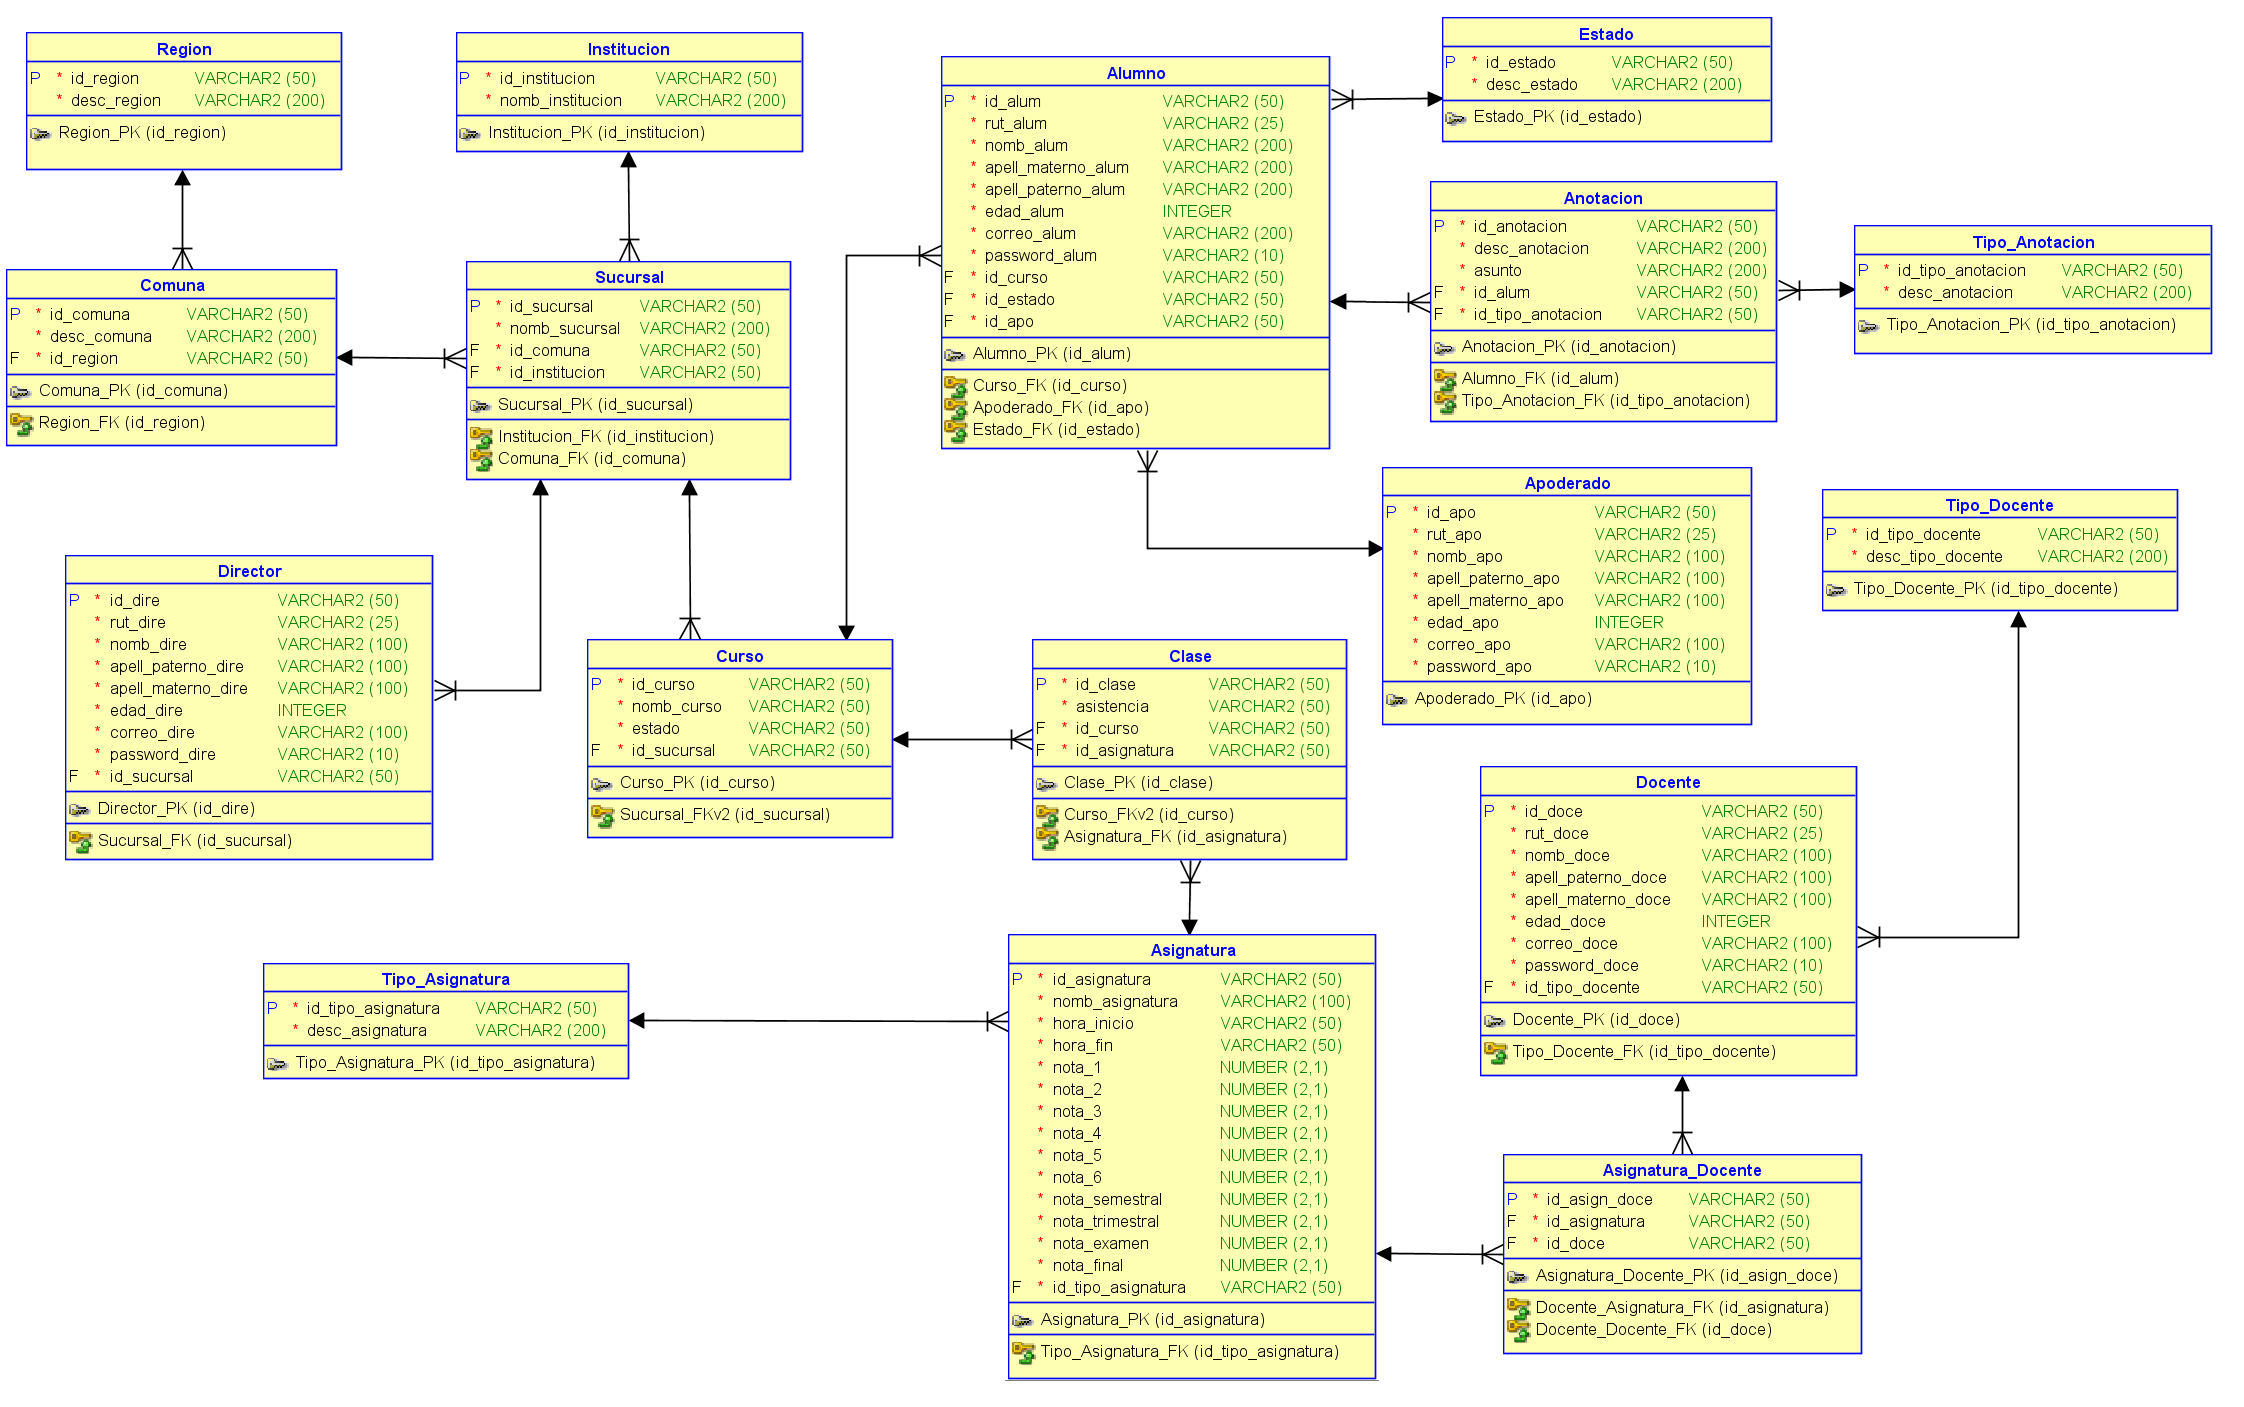 Region
P * id_region VARCHAR2 (50)
* desc_region VARCHAR2 (200)
Region_PK (id_region)
Institucion
P * id_institucion VARCHAR2 (50)
* nomb_institucion VARCHAR2 (200)
Institucion_PK (id_institucion)
Alumno
P * id_alum VARCHAR2 (50)
* rut_alum VARCHAR2 (25)
* nomb_alum VARCHAR2 (200)
* apell_materno_alum VARCHAR2 (200)
* apell_paterno_alum VARCHAR2 (200)
* edad_alum INTEGER
* correo_alum VARCHAR2 (200)
* password_alum VARCHAR2 (10)
F * id_curso VARCHAR2 (50)
F * id_estado VARCHAR2 (50)
F * id_apo VARCHAR2 (50)
Alumno_PK (id_alum)
Curso_FK (id_curso)
Apoderado_FK (id_apo)
Estado_FK (id_estado)
Estado
P * id_estado VARCHAR2 (50)
* desc_estado VARCHAR2 (200)
Estado_PK (id_estado)
Anotacion
P * id_anotacion VARCHAR2 (50)
* desc_anotacion VARCHAR2 (200)
* asunto VARCHAR2 (200)
F * id_alum VARCHAR2 (50)
F * id_tipo_anotacion VARCHAR2 (50)
Anotacion_PK (id_anotacion)
Alumno_FK (id_alum)
Tipo_Anotacion_FK (id_tipo_anotacion)
Tipo_Anotacion
P * id_tipo_anotacion VARCHAR2 (50)
* desc_anotacion VARCHAR2 (200)
Tipo_Anotacion_PK (id_tipo_anotacion)
Comuna
P * id_comuna VARCHAR2 (50)
* desc_comuna VARCHAR2 (200)
F * id_region VARCHAR2 (50)
Comuna_PK (id_comuna)
Region_FK (id_region)
Sucursal
P * id_sucursal VARCHAR2 (50)
* nomb_sucursal VARCHAR2 (200)
F * id_comuna VARCHAR2 (50)
F * id_institucion VARCHAR2 (50)
Sucursal_PK (id_sucursal)
Institucion_FK (id_institucion)
Comuna_FK (id_comuna)
Apoderado
P * id_apo VARCHAR2 (50)
* rut_apo VARCHAR2 (25)
* nomb_apo VARCHAR2 (100)
* apell_paterno_apo VARCHAR2 (100)
* apell_materno_apo VARCHAR2 (100)
* edad_apo INTEGER
* correo_apo VARCHAR2 (100)
* password_apo VARCHAR2 (10)
Apoderado_PK (id_apo)
Tipo_Docente
P * id_tipo_docente VARCHAR2 (50)
* desc_tipo_docente VARCHAR2 (200)
Tipo_Docente_PK (id_tipo_docente)
Director
P * id_dire VARCHAR2 (50)
* rut_dire VARCHAR2 (25)
* nomb_dire VARCHAR2 (100)
* apell_paterno_dire VARCHAR2 (100)
* apell_materno_dire VARCHAR2 (100)
* edad_dire INTEGER
* correo_dire VARCHAR2 (100)
* password_dire VARCHAR2 (10)
F * id_sucursal VARCHAR2 (50)
Director_PK (id_dire)
Sucursal_FK (id_sucursal)
Curso
P * id_curso VARCHAR2 (50)
* nomb_curso VARCHAR2 (50)
* estado VARCHAR2 (50)
F * id_sucursal VARCHAR2 (50)
Curso_PK (id_curso)
Sucursal_FKv2 (id_sucursal)
Clase
P * id_clase VARCHAR2 (50)
* asistencia VARCHAR2 (50)
F * id_curso VARCHAR2 (50)
F * id_asignatura VARCHAR2 (50)
Clase_PK (id_clase)
Curso_FKv2 (id_curso)
Asignatura_FK (id_asignatura)
Docente
P * id_doce VARCHAR2 (50)
* rut_doce VARCHAR2 (25)
* nomb_doce VARCHAR2 (100)
* apell_paterno_doce VARCHAR2 (100)
* apell_materno_doce VARCHAR2 (100)
* edad_doce INTEGER
* correo_doce VARCHAR2 (100)
* password_doce VARCHAR2 (10)
F * id_tipo_docente VARCHAR2 (50)
Docente_PK (id_doce)
Tipo_Docente_FK (id_tipo_docente)
Tipo_Asignatura
P * id_tipo_asignatura VARCHAR2 (50)
* desc_asignatura VARCHAR2 (200)
Tipo_Asignatura_PK (id_tipo_asignatura)
Asignatura
P * id_asignatura VARCHAR2 (50)
* nomb_asignatura VARCHAR2 (100)
* hora_inicio VARCHAR2 (50)
* hora_fin VARCHAR2 (50)
* nota_1 NUMBER (2,1)
* nota_2 NUMBER (2,1)
* nota_3 NUMBER (2,1)
* nota_4 NUMBER (2,1)
* nota_5 NUMBER (2,1)
* nota_6 NUMBER (2,1)
* nota_semestral NUMBER (2,1)
* nota_trimestral NUMBER (2,1)
* nota_examen NUMBER (2,1)
* nota_final NUMBER (2,1)
F * id_tipo_asignatura VARCHAR2 (50)
Asignatura_PK (id_asignatura)
Tipo_Asignatura_FK (id_tipo_asignatura)
Asignatura_Docente
P * id_asign_doce VARCHAR2 (50)
F * id_asignatura VARCHAR2 (50)
F * id_doce VARCHAR2 (50)
Asignatura_Docente_PK (id_asign_doce)
Docente_Asignatura_FK (id_asignatura)
Docente_Docente_FK (id_doce)